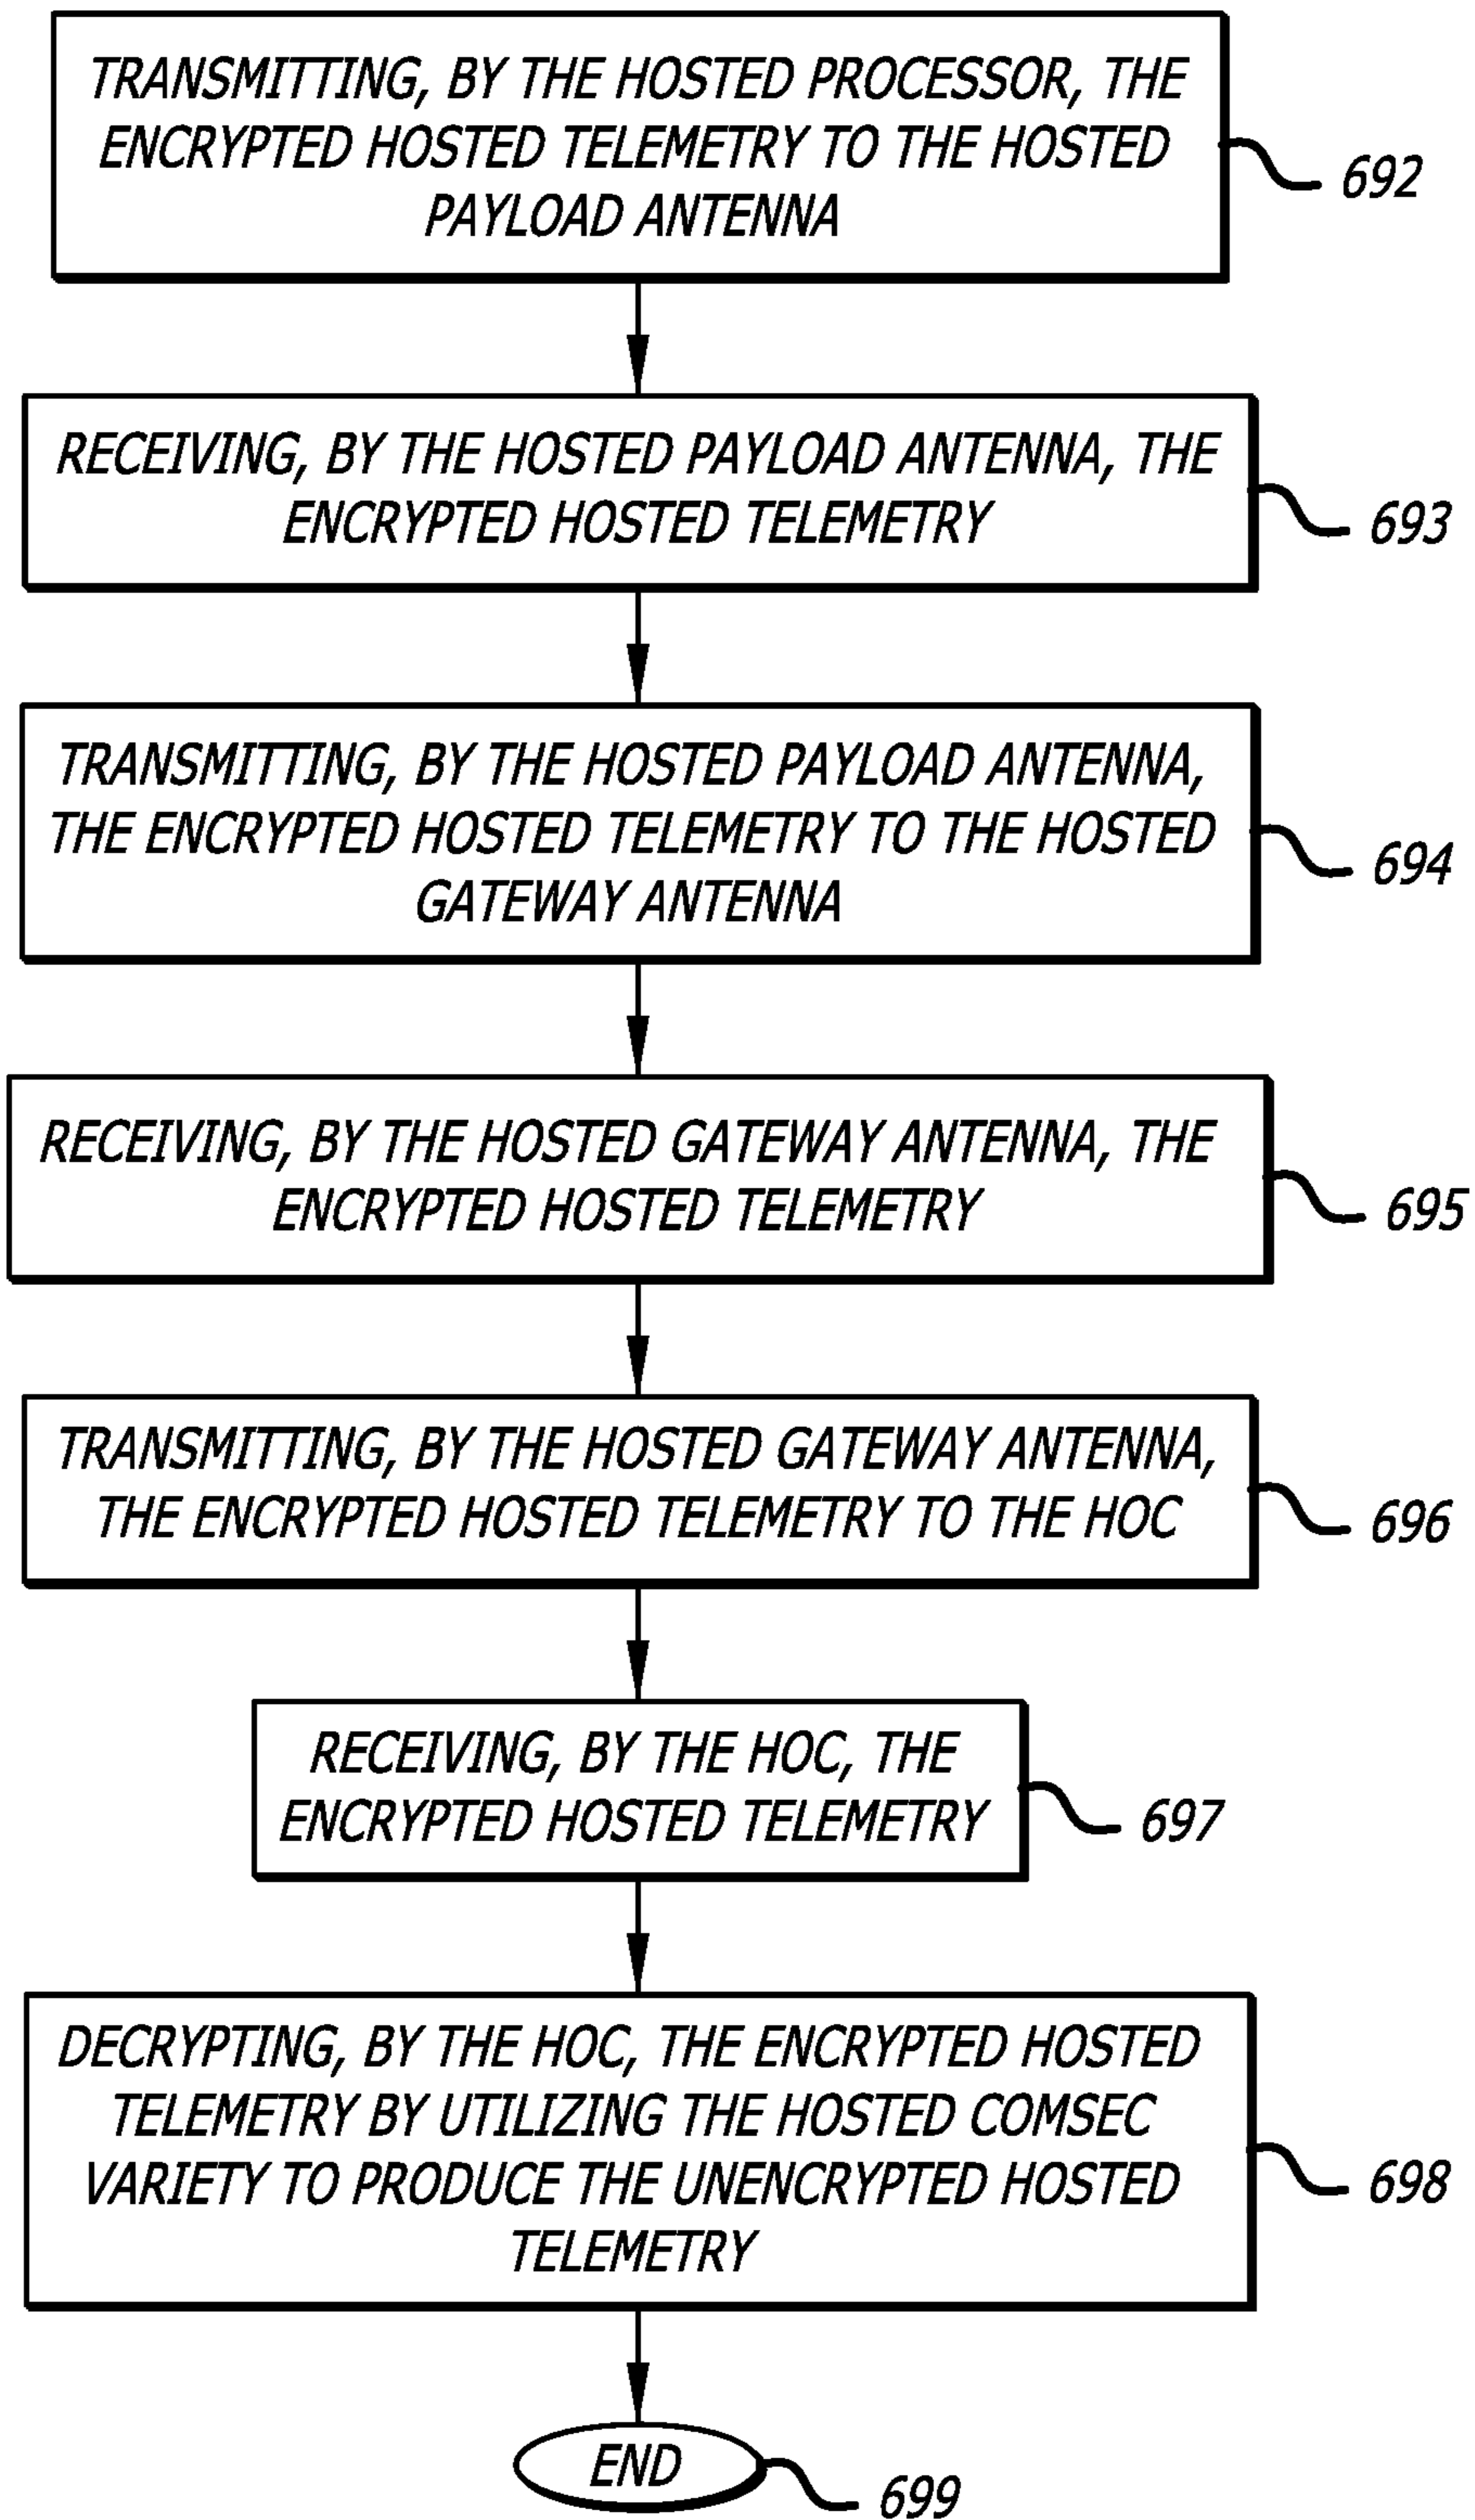 TRANSMITTING, BY THE HOSTED PROCESSOR, THE
ENCRYPTED HOSTED TELEMETRY TO THE HOSTED
PAYLOAD ANTENNA
692
RECEIVING, BY THE HOSTED PAYLOAD ANTENNA, THE
ENCRYPTED HOSTED TELEMETRY
693
TRANSMITTING, BY THE HOSTED PAYLOAD ANTENNA,
THE ENCRYPTED HOSTED TELEMETRY TO THE HOSTED
GATEWAY ANTENNA
694
RECEIVING, BY THE HOSTED GATEWAY ANTENNA, THE
ENCRYPTED HOSTED TELEMETRY
695
TRANSMITTING, BY THE HOSTED GATEWAY ANTENNA,
THE ENCRYPTED HOSTED TELEMETRY TO THE HOC
696
RECEIVING, BY THE HOC, THE
ENCRYPTED HOSTED TELEMETRY
697
DECRYPTING, BY THE HOC, THE ENCRYPTED HOSTED
TELEMETRY BY UTILIZING THE HOSTED COMSEC
VARIETY TO PRODUCE THE UNENCRYPTED HOSTED
TELEMETRY
698
END
699